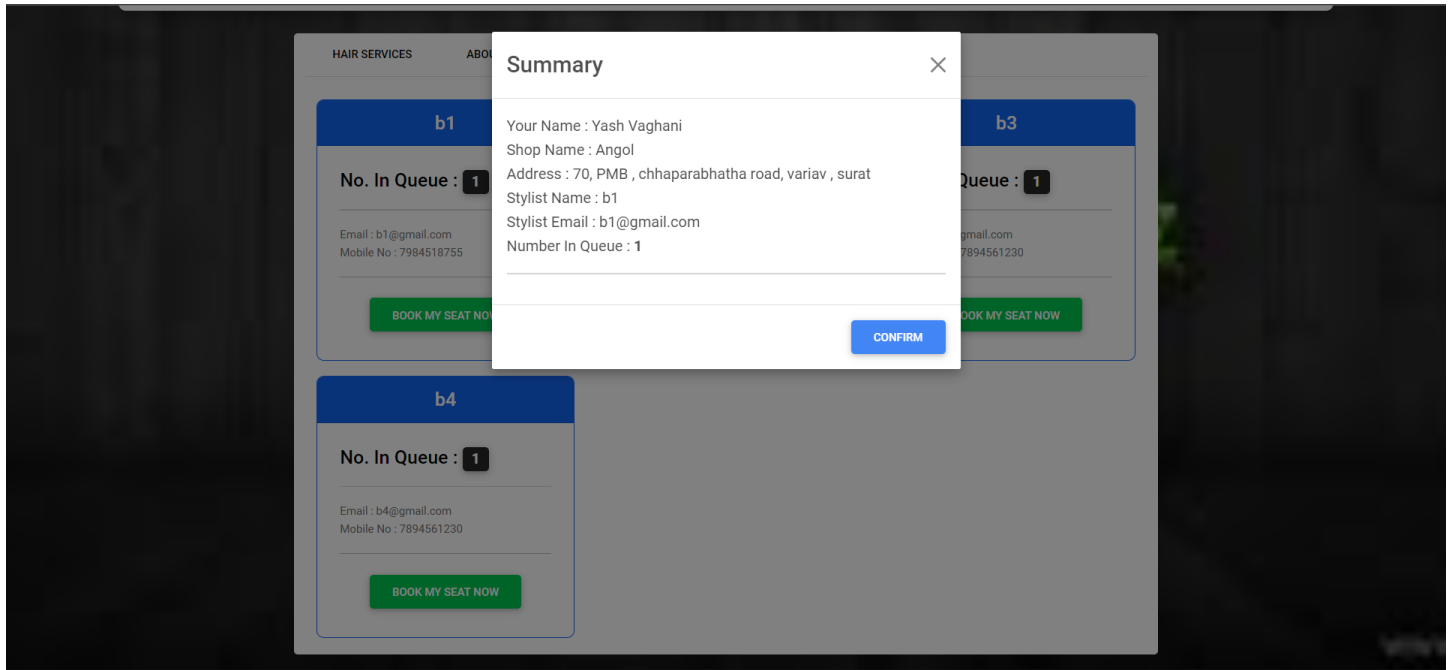 HAIR SERVICES
Summary
b1
b3
Your Name : Yash Vaghani
Shop Name : Angol
Address : 70, PMB , chhaparabhatha road, variav , surat
Stylist Name : b1
Stylist Email : b1@gmail.com
Number In Queue : 1
No. In Queue : 1
Queue : 1
Email : b1@gmail.com
Mobile No : 7984518755
gmail.com
7894561230
BOOK MY SEAT NOW
MY SEAT NOW
CONFIRM
b4
No. In Queue : 1
Email : b4@gmail.com
Mobile No : 7894561230
BOOK MY SEAT NOW